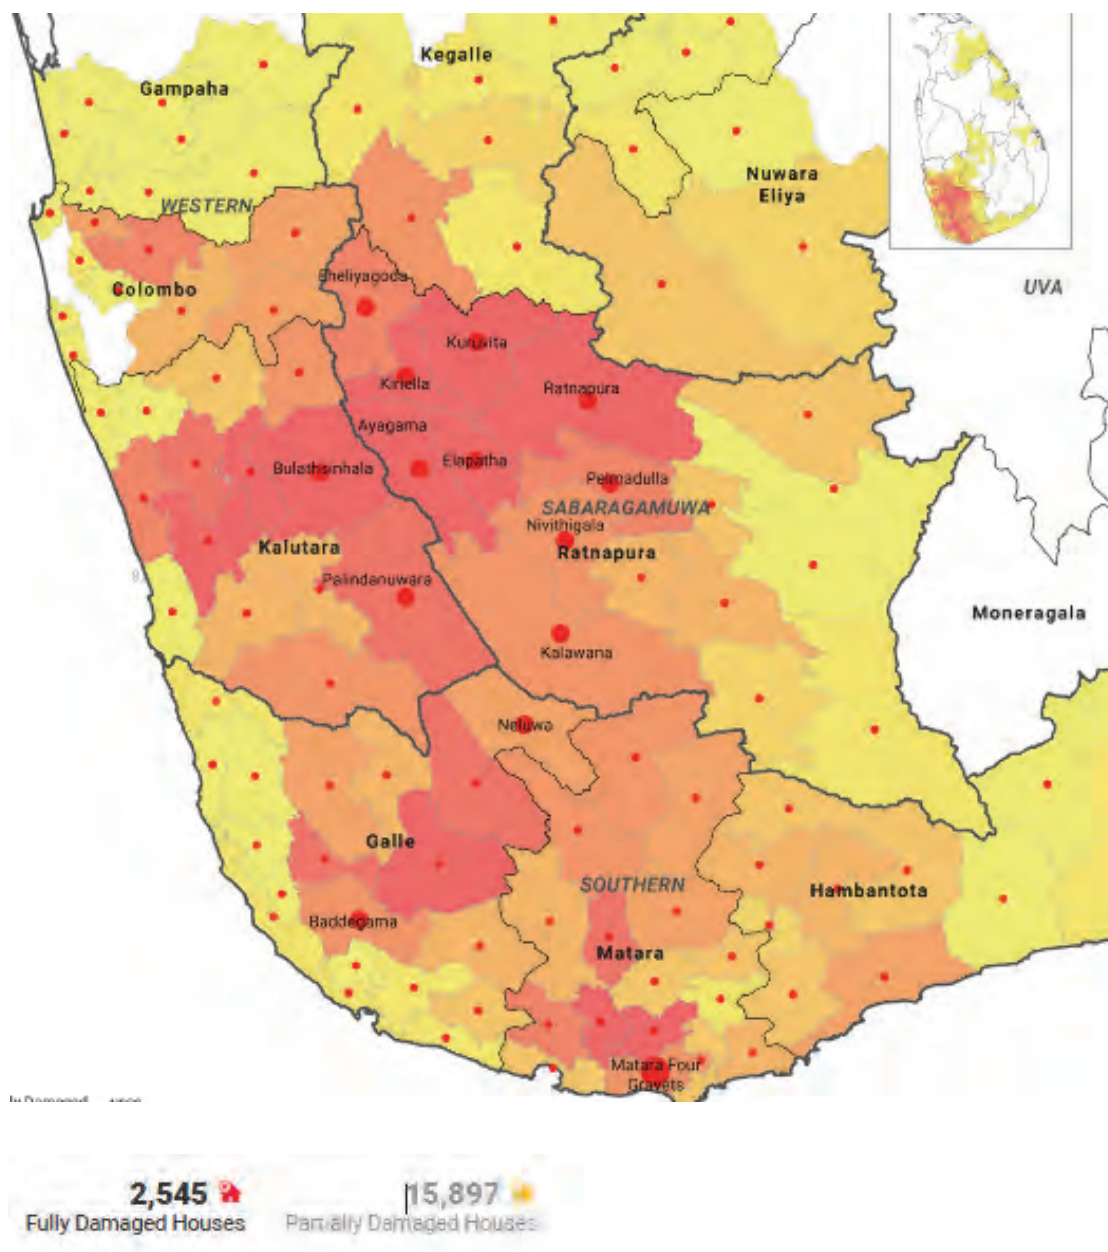 Kegalle
Gampaha
Nuwara
Eliya
WESTERN
Eheliyagoda
UVA
Colombo
Kuruvita
Kiriella
Ratnapura
Ayagama
Elapatha
Bulathsinhala
Pelmadulla
SABARAGAMUWA
Nivithigala
Kalutara
Ratnapura
Palindanuwara
Moneragala
Kalawana
Neluwa
Galle
SOUTHERN
Hambantota
Baddegama
Matara
Matara Four
Gravets
2,545
15,897
Fully Damaged Houses
Partially Damaged Houses